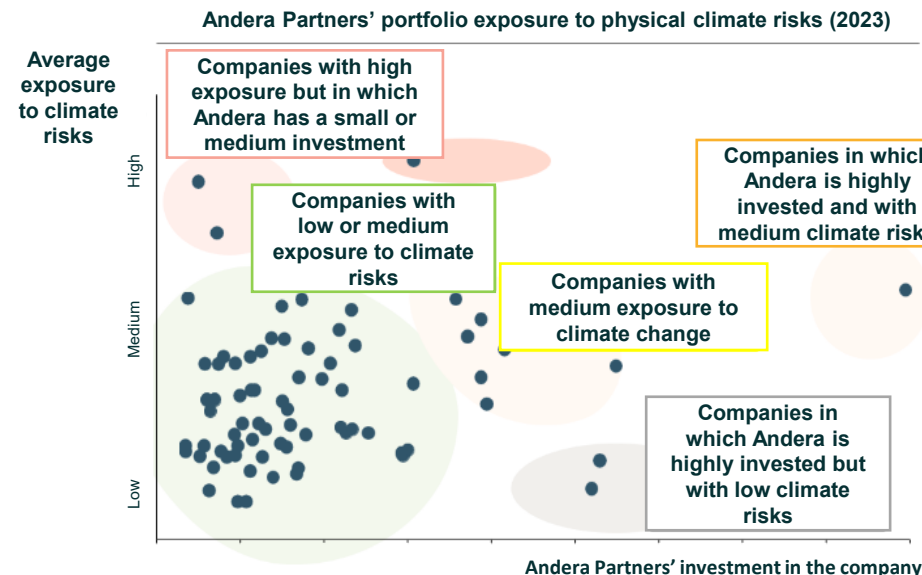 Andera Partners’ portfolio exposure to physical climate risks (2023)
Average
exposure
to climate
risks
Companies with high
exposure but in which
Andera has a small or
medium investment
High
Companies in which
Andera is highly
invested and with
medium climate risk
Companies with
low or medium
exposure to climate
risks
Companies with
medium exposure to
climate change
Medium
Companies in
which Andera is
highly invested but
with low climate
risks
Low
Andera Partners’ investment in the company